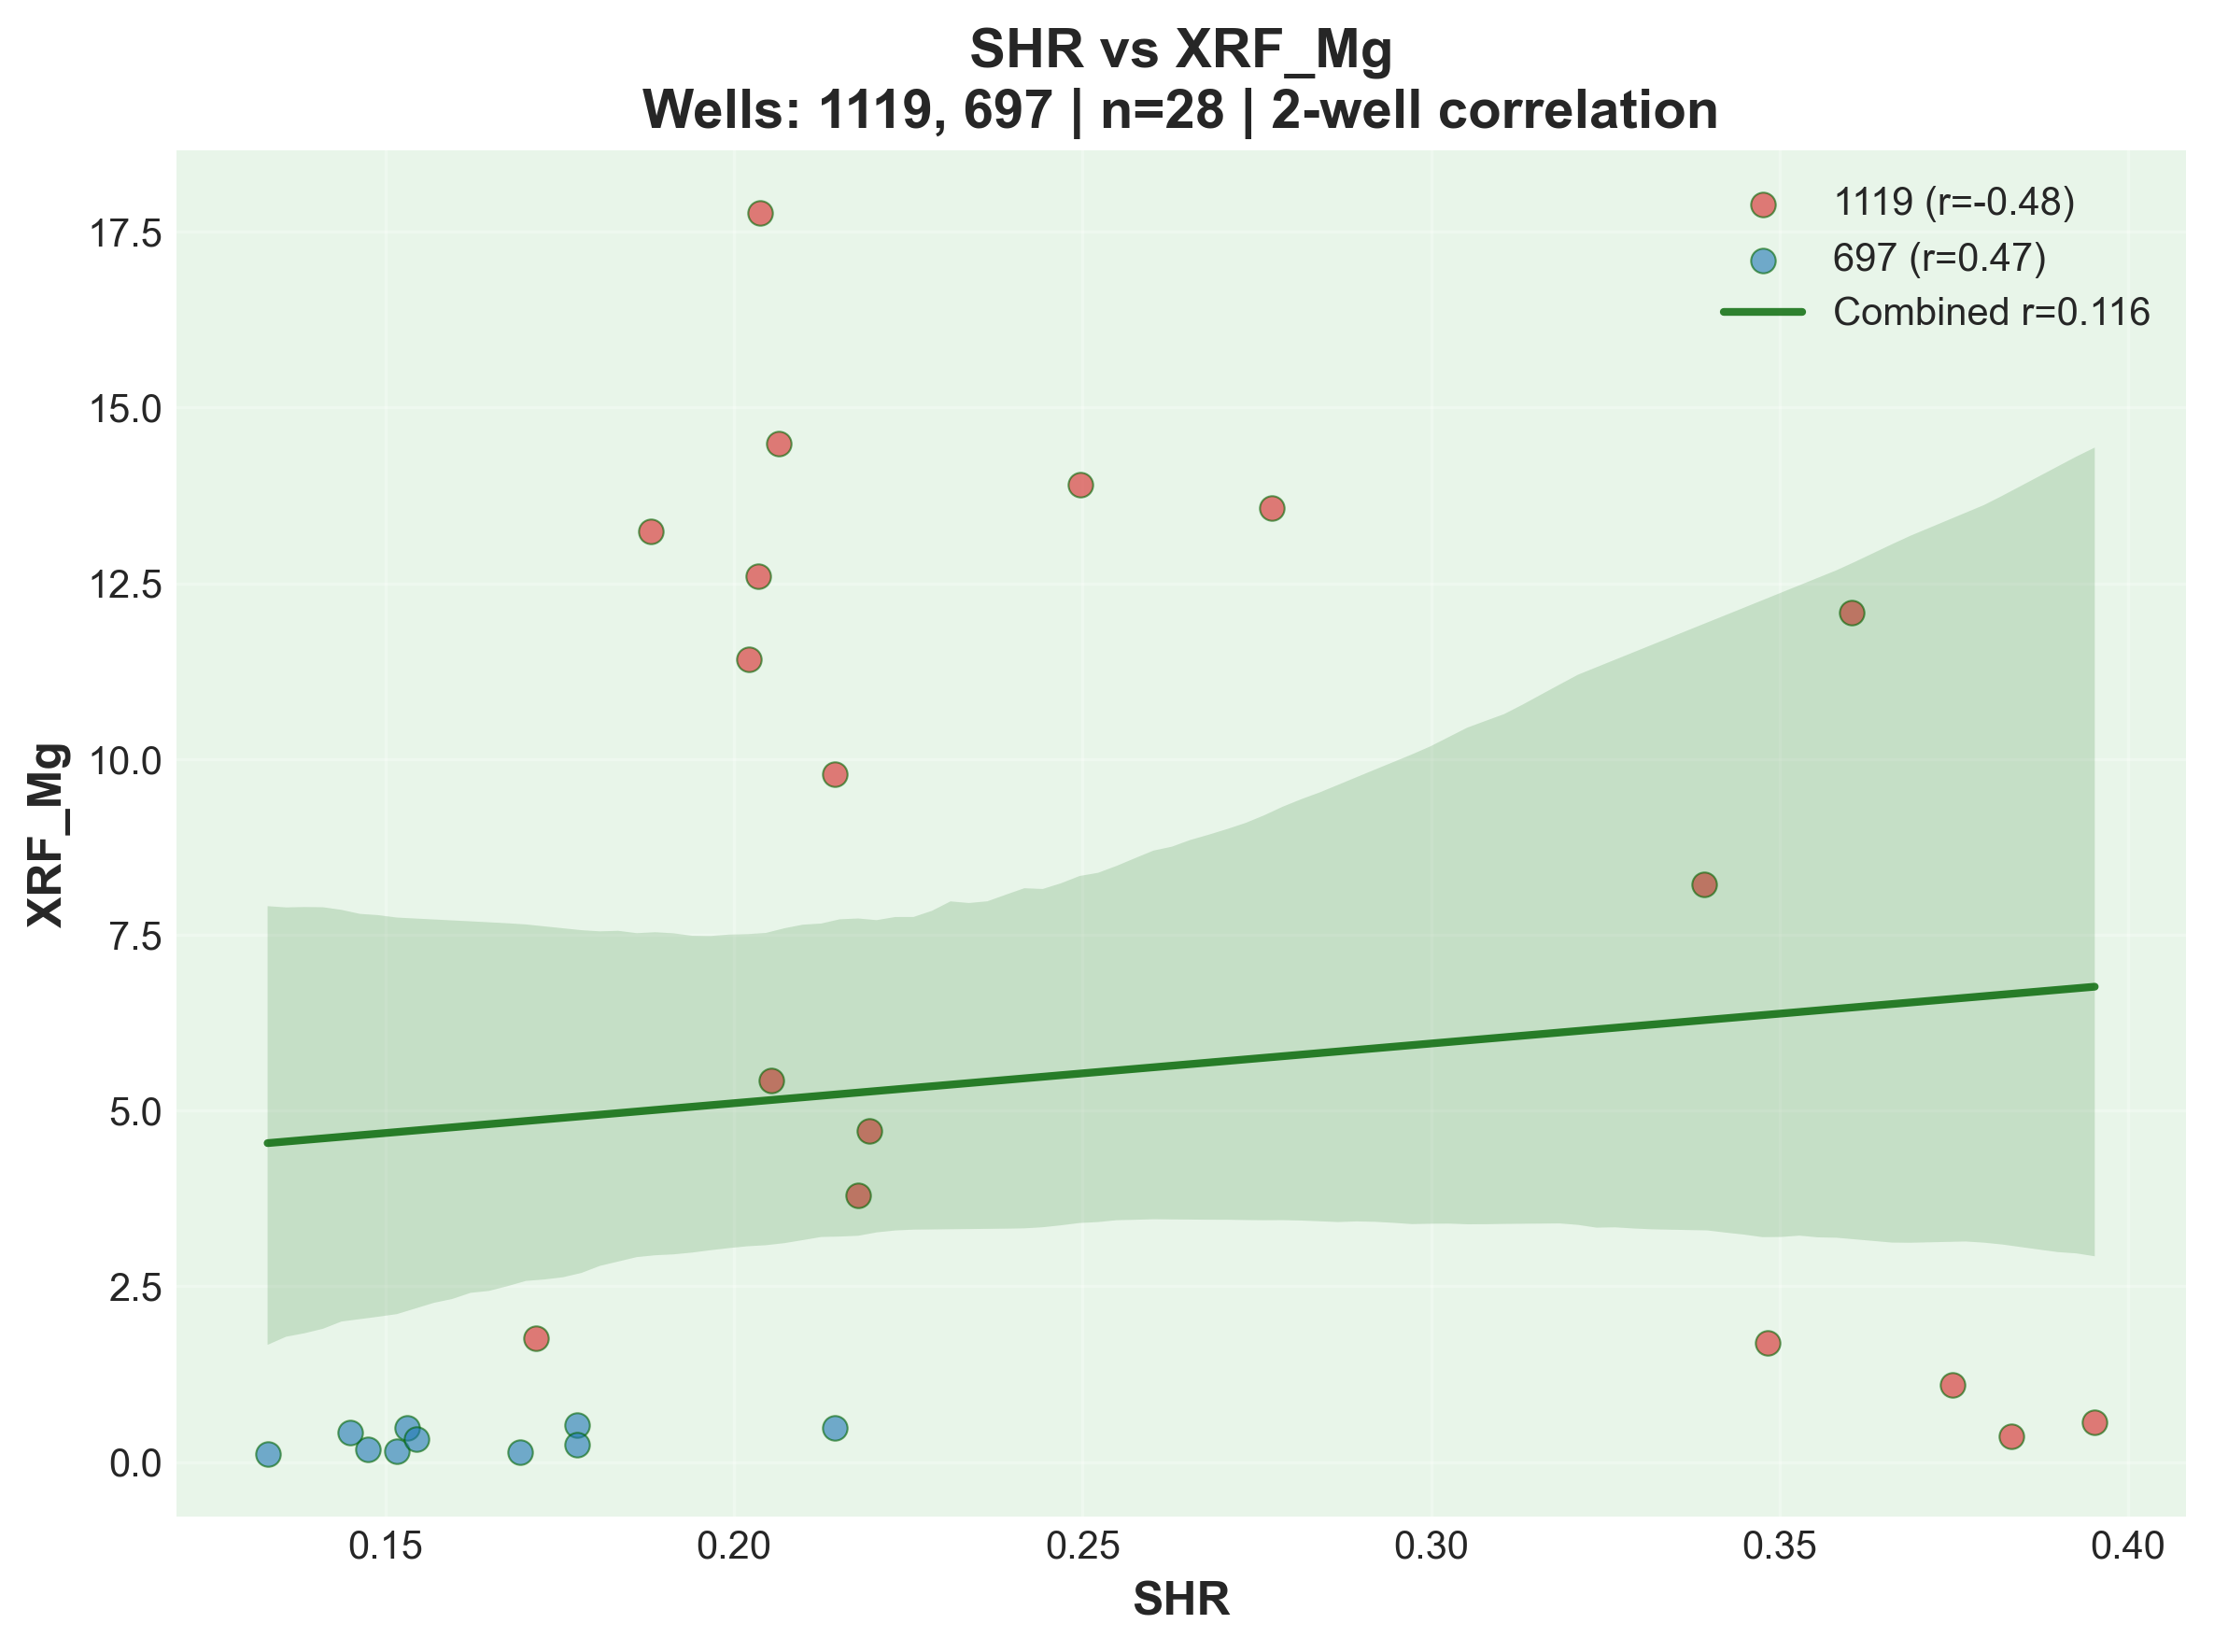 SHR vs XRF_Mg
Wells: 1119, 697 | n=28 | 2-well correlation
1119 (r=-0.48)
697 (r=0.47)
Combined r=0.116
XRF_Mg
17.5
15.0
12.5
10.0
7.5
5.0
2.5
0.0
0.15 0.20 0.25 0.30 0.35 0.40
SHR